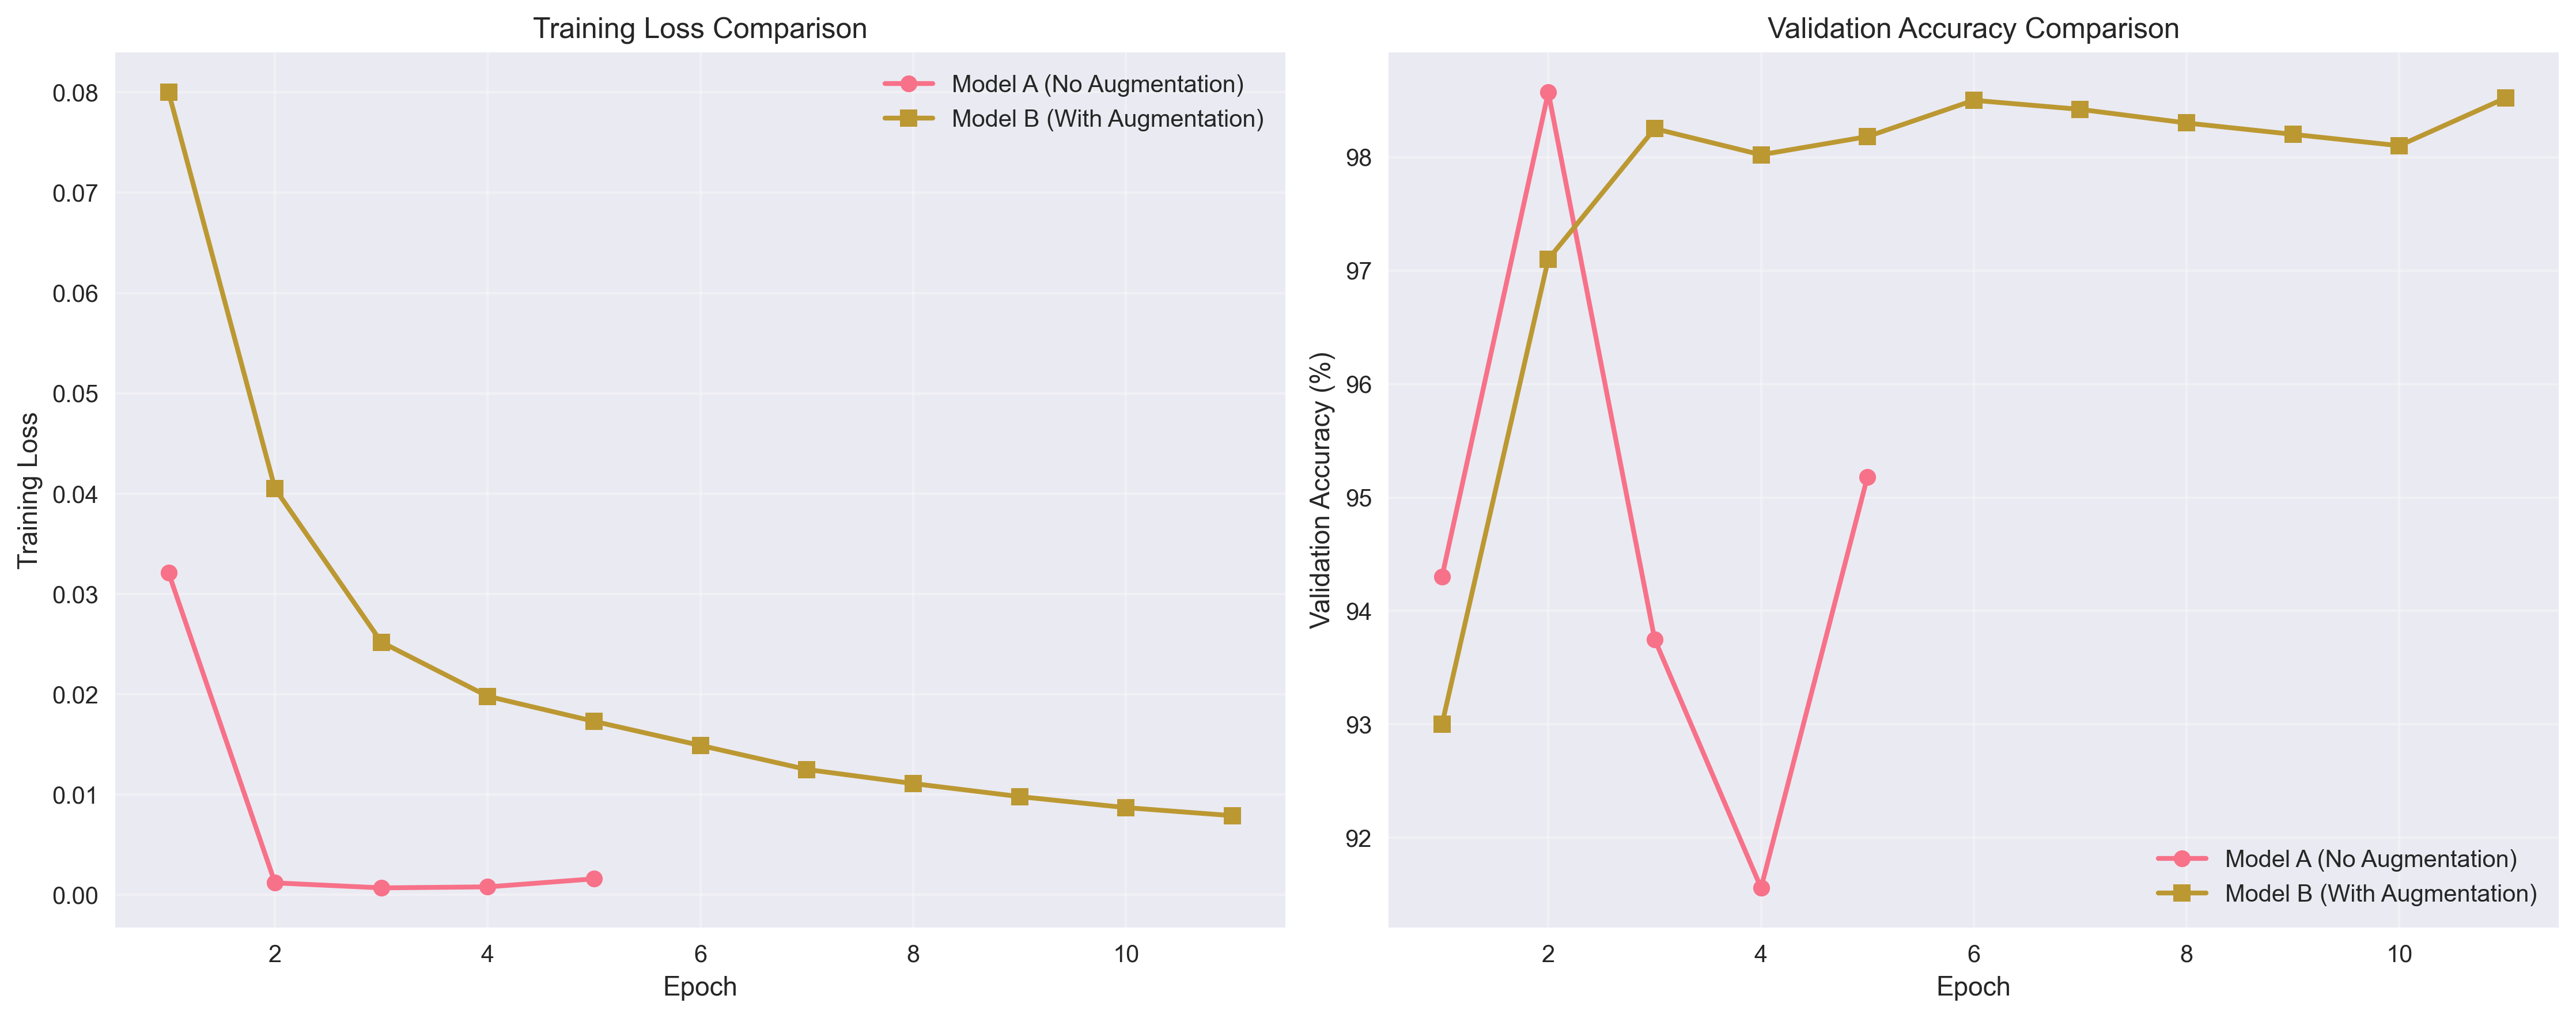 Training Loss Comparison
Model A (No Augmentation)
Model B (With Augmentation)
0.08
0.07
0.06
0.05
0.04
0.03
0.02
0.01
0.00
Training Loss
2 4 6 8 10
Epoch
Validation Accuracy Comparison
98
97
96
95
94
93
92
Validation Accuracy (%)
Model A (No Augmentation)
Model B (With Augmentation)
2 4 6 8 10
Epoch